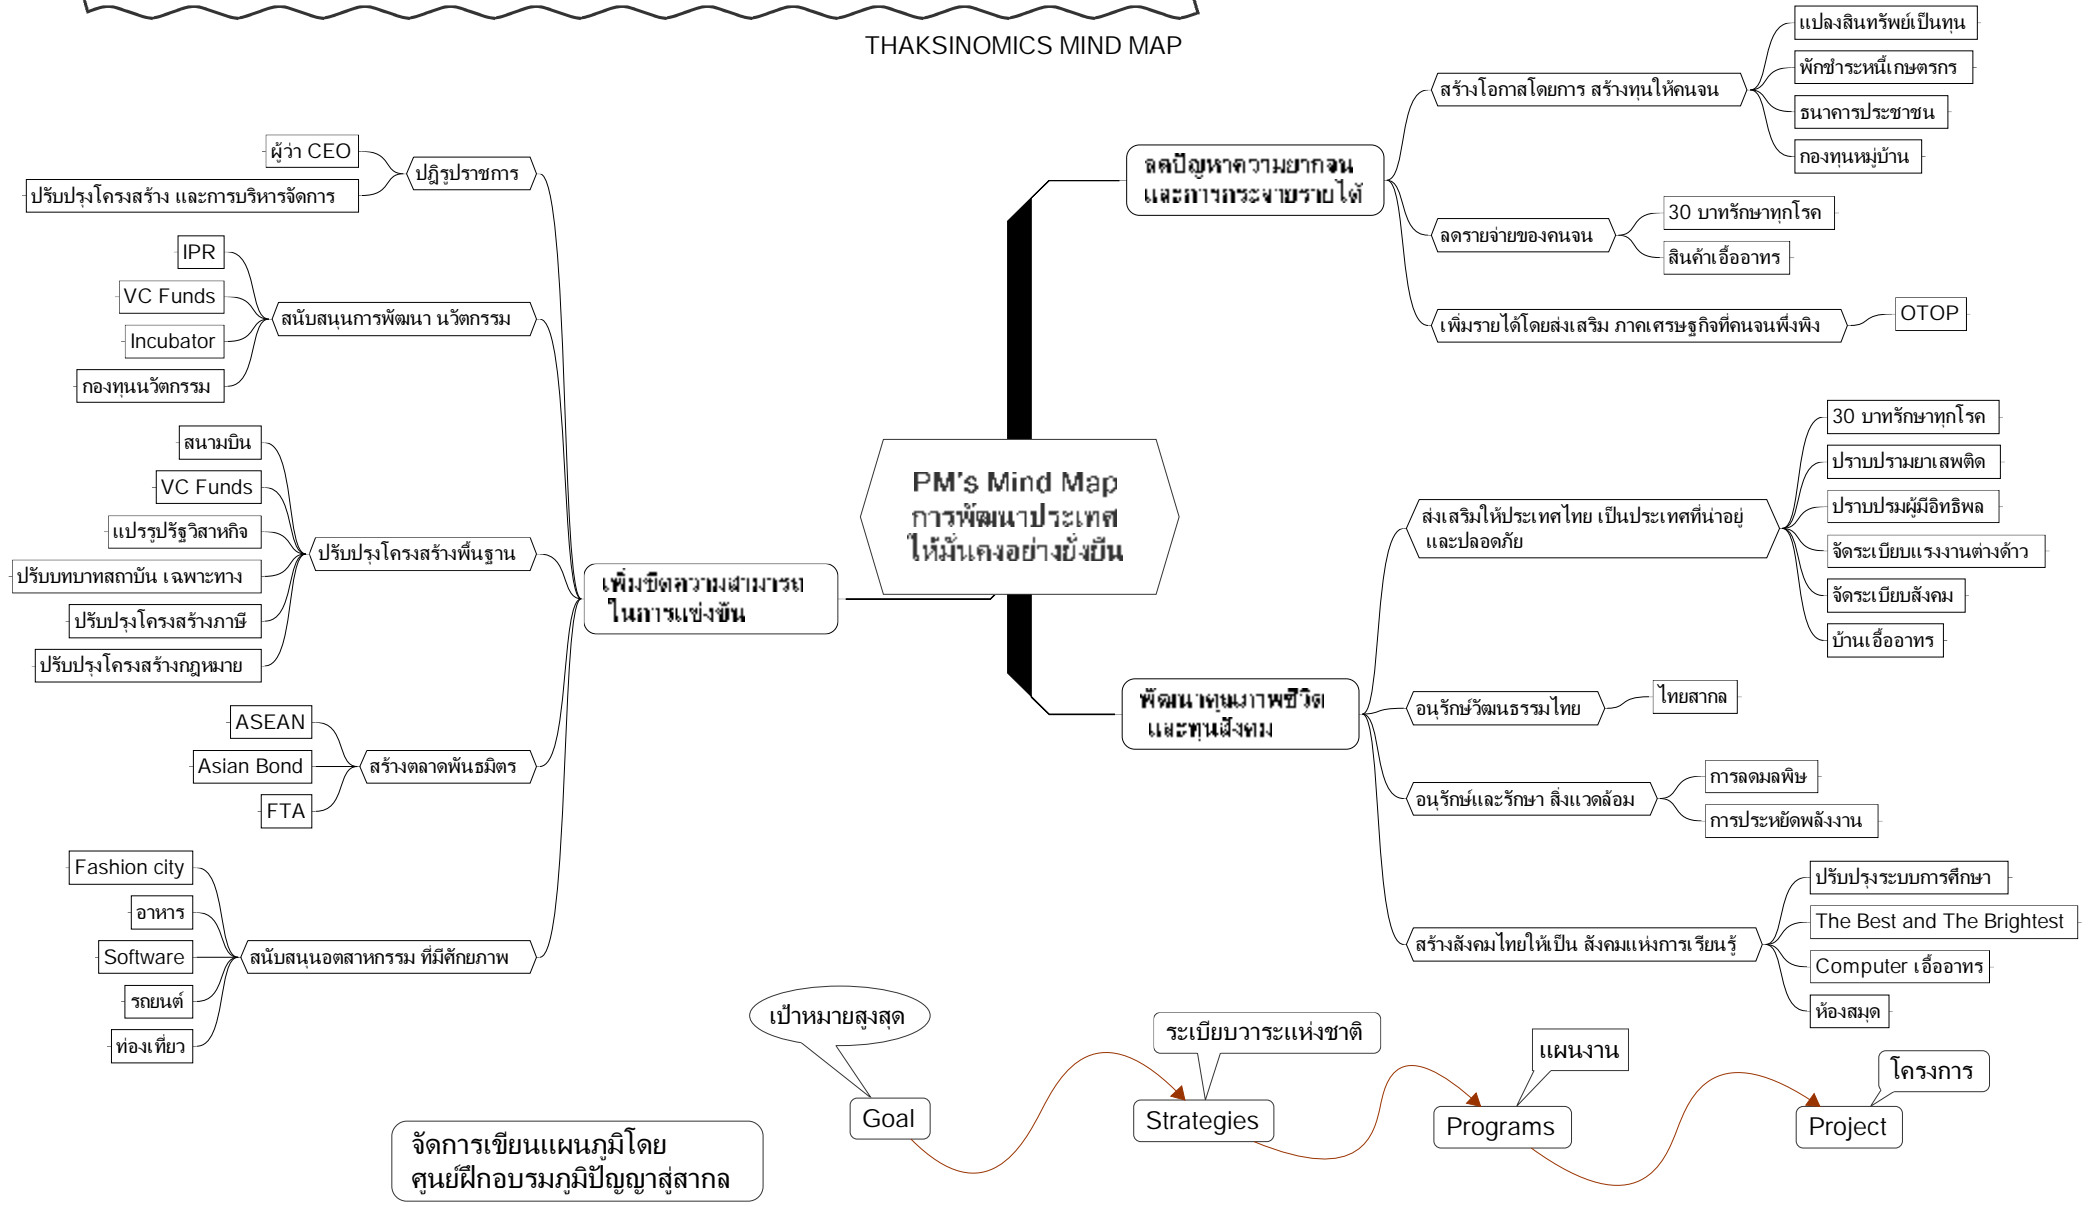 THAKSINOMICS MIND MAP
PM's Mind Map
การพัฒนาประเทศ
ให้มั่นคงอย่างยั่งยืน
ลดปัญหาความยากจน
และการกระจายรายได้
สร้างโอกาสโดยการ สร้างทุนให้คนจน
แปลงสินทรัพย์เป็นทุน
พักชำระหนี้เกษตรกร
ธนาคารประชาชน
กองทุนหมู่บ้าน
ลดรายจ่ายของคนจน
30 บาทรักษาทุกโรค
สินค้าเอื้ออาทร
เพิ่มรายได้โดยส่งเสริม ภาคเศรษฐกิจที่คนจนพึ่งพิง
OTOP
พัฒนาคุณภาพชีวิต
และทุนสังคม
ส่งเสริมให้ประเทศไทย เป็นประเทศที่น่าอยู่
และปลอดภัย
30 บาทรักษาทุกโรค
ปราบปรามยาเสพติด
ปราบปรมผู้มีอิทธิพล
จัดระเบียบแรงงานต่างด้าว
จัดระเบียบสังคม
บ้านเอื้ออาทร
อนุรักษ์วัฒนธรรมไทย
ไทยสากล
อนุรักษ์และรักษา สิ่งแวดล้อม
การลดมลพิษ
การประหยัดพลังงาน
สร้างสังคมไทยให้เป็น สังคมแห่งการเรียนรู้
ปรับปรุงระบบการศึกษา
The Best and The Brightest
Computer เอื้ออาทร
ห้องสมุด
เพิ่มขีดความสามารถ
ในการแข่งขัน
ปฎิรูปราชการ
ผู้ว่า CEO
ปรับปรุงโครงสร้าง และการบริหารจัดการ
สนับสนุนการพัฒนา นวัตกรรม
IPR
VC Funds
Incubator
กองทุนนวัตกรรม
ปรับปรุงโครงสร้างพื้นฐาน
สนามบิน
VC Funds
แปรรูปรัฐวิสาหกิจ
ปรับบทบาทสถาบัน เฉพาะทาง
ปรับปรุงโครงสร้างภาษี
ปรับปรุงโครงสร้างกฎหมาย
สร้างตลาดพันธมิตร
ASEAN
Asian Bond
FTA
สนับสนุนอตสาหกรรม ที่มีศักยภาพ
Fashion city
อาหาร
Software
รถยนต์
ท่องเที่ยว
เป้าหมายสูงสุด
Goal
ระเบียบวาระแห่งชาติ
Strategies
แผนงาน
Programs
โครงการ
Project
จัดการเขียนแผนภูมิโดย
ศูนย์ฝึกอบรมภูมิปัญญาสู่สากล